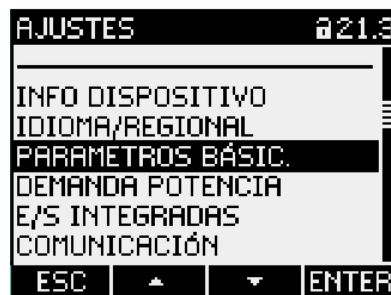 AJUSTES 21.3
INFO DISPOSITIVO
IDIOMA/REGIONAL
PARAMETROS BÁSIC.
DEMANDA POTENCIA
E/S INTEGRADAS
COMUNICACIÓN
ESC ENTER